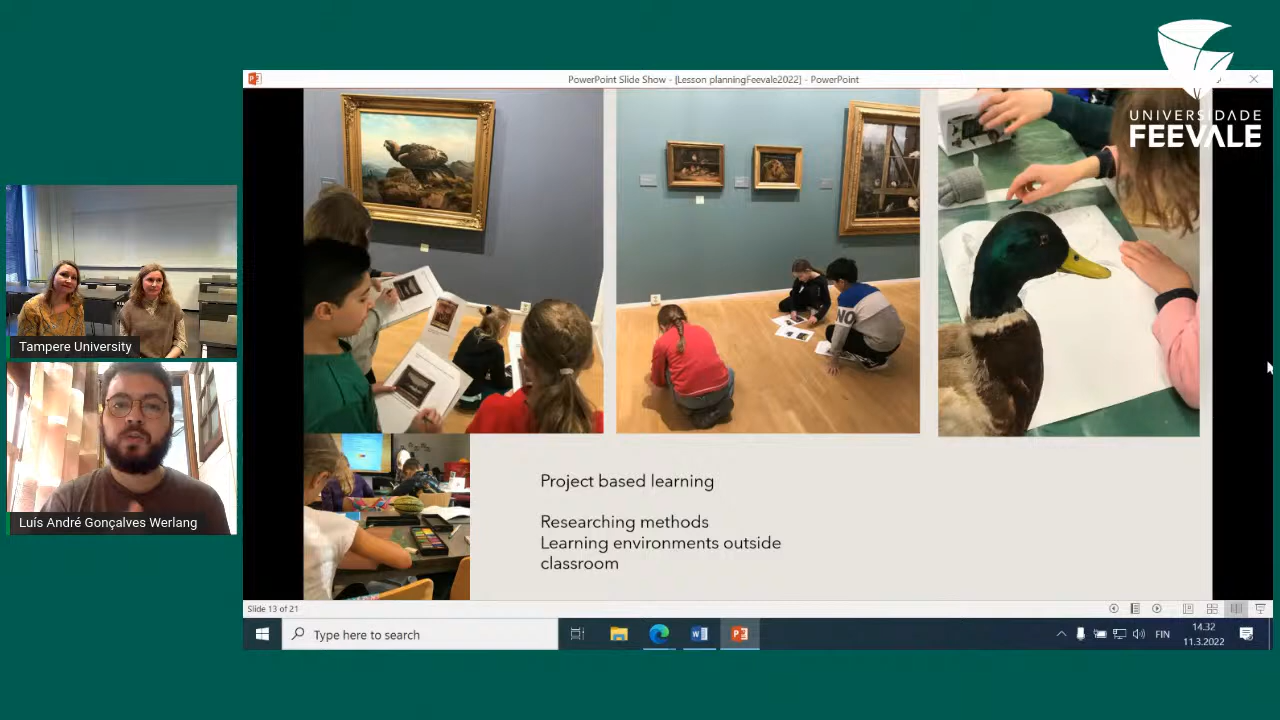 PowerPoint Slide Show - [Lesson planningFeevale2022] - PowerPoint
UNIVERSIDADE
FEEVALE
NO
Tampere University
Luís André Gonçalves Werlang
Project based learning
Researching methods
Learning environments outside
classroom
Slide 13 of 21
Type here to search
FIN
14.32
11.3.2022